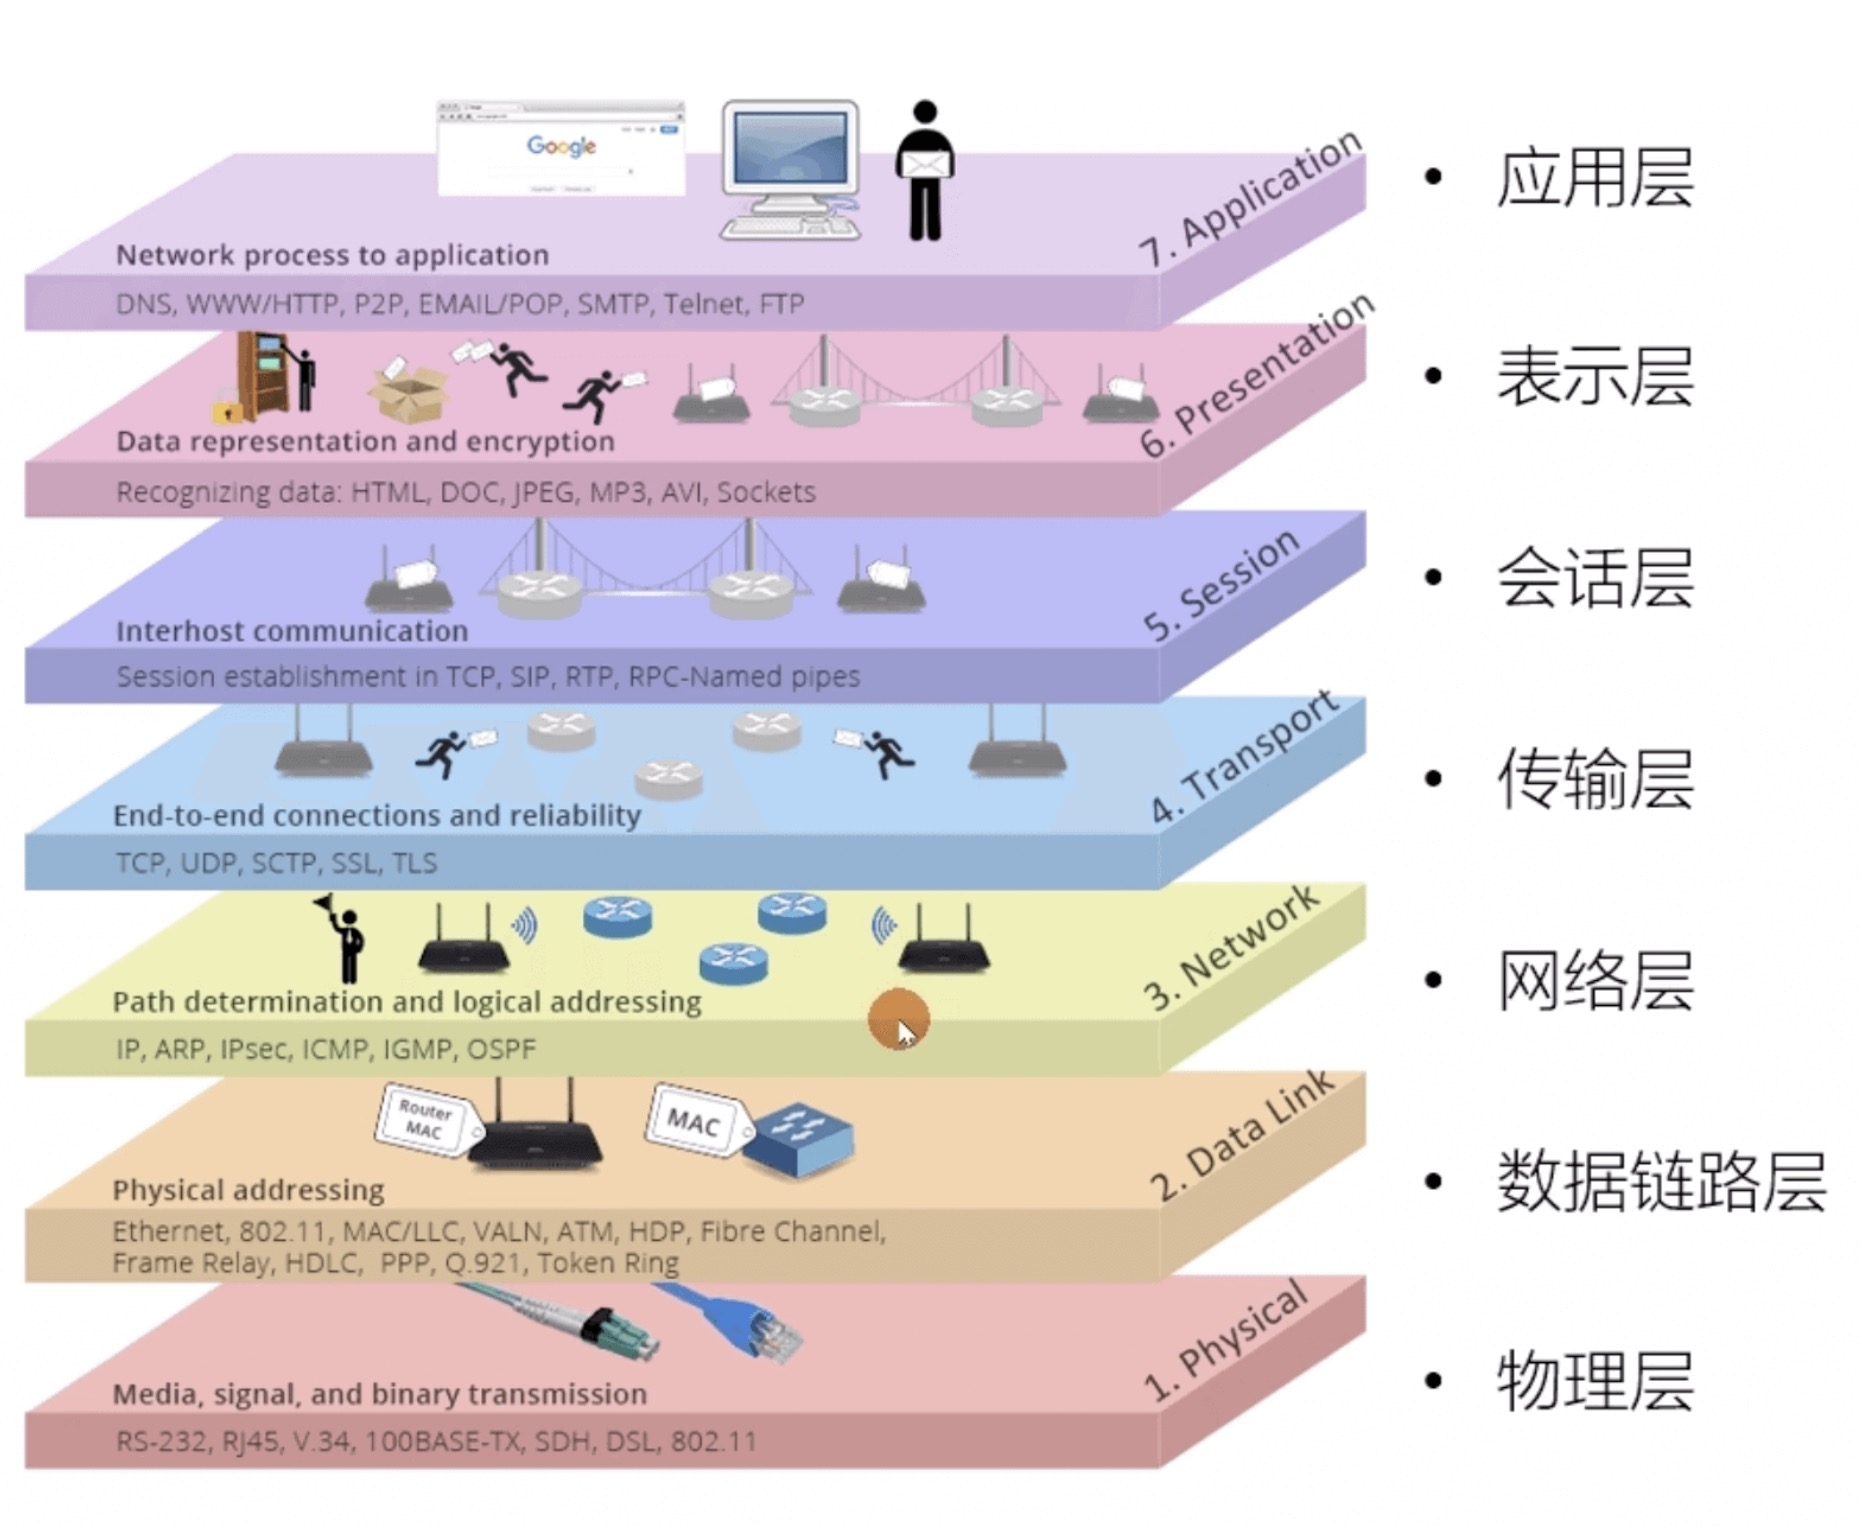 Google
7. Application
应用层
Network process to application
DNS, WWW/HTTP, P2P, EMAIL/POP, SMTP, Telnet, FTP
6. Presentation
表示层
Data representation and encryption
Recognizing data: HTML, DOC, JPEG, MP3, AVI, Sockets
5. Session
会话层
Interhost communication
Session establishment in TCP, SIP, RTP, RPC-Named pipes
4. Transport
传输层
End-to-end connections and reliability
TCP, UDP, SCTP, SSL, TLS
3. Network
网络层
Path determination and logical addressing
IP, ARP, IPsec, ICMP, IGMP, OSPF
Router
MAC
MAC
2. Data Link
数据链路层
Physical addressing
Ethernet, 802.11, MAC/LLC, VALN, ATM, HDP, Fibre Channel,
Frame Relay, HDLC, PPP, Q.921, Token Ring
1. Physical
物理层
Media, signal, and binary transmission
RS-232, RJ45, V.34, 100BASE-TX, SDH, DSL, 802.11